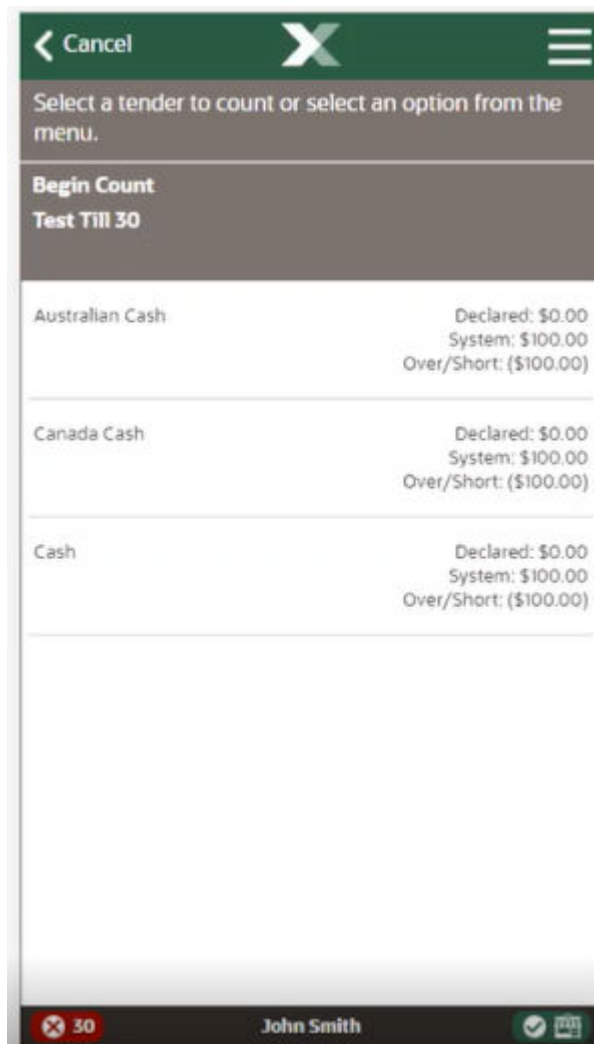 Cancel
Select a tender to count or select an option from the
menu.
Begin Count
Test Till 30
Australian Cash
Declared: $0.00
System: $100.00
Over/Short: ($100.00)
Canada Cash
Declared: $0.00
System: $100.00
Over/Short: ($100.00)
Cash
Declared: $0.00
System: $100.00
Over/Short: ($100.00)
30
John Smith